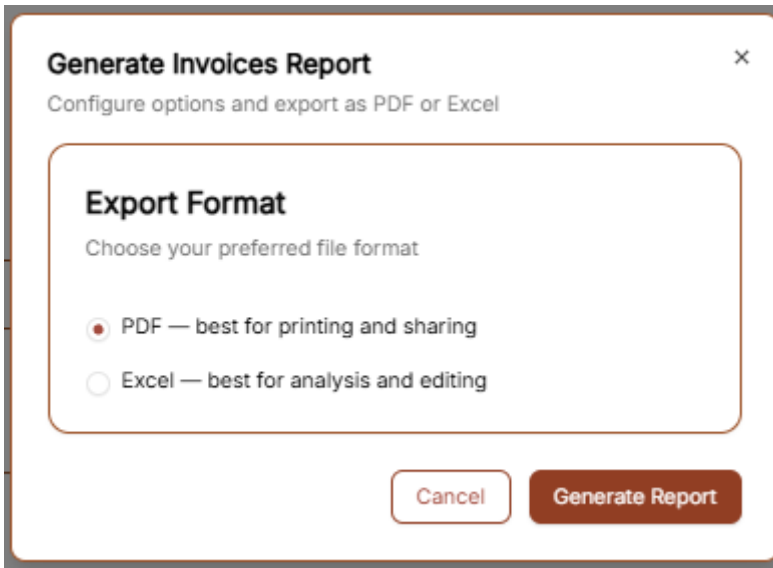 Generate Invoices Report
×
Configure options and export as PDF or Excel
Export Format
Choose your preferred file format
PDF — best for printing and sharing
Excel — best for analysis and editing
Cancel
Generate Report